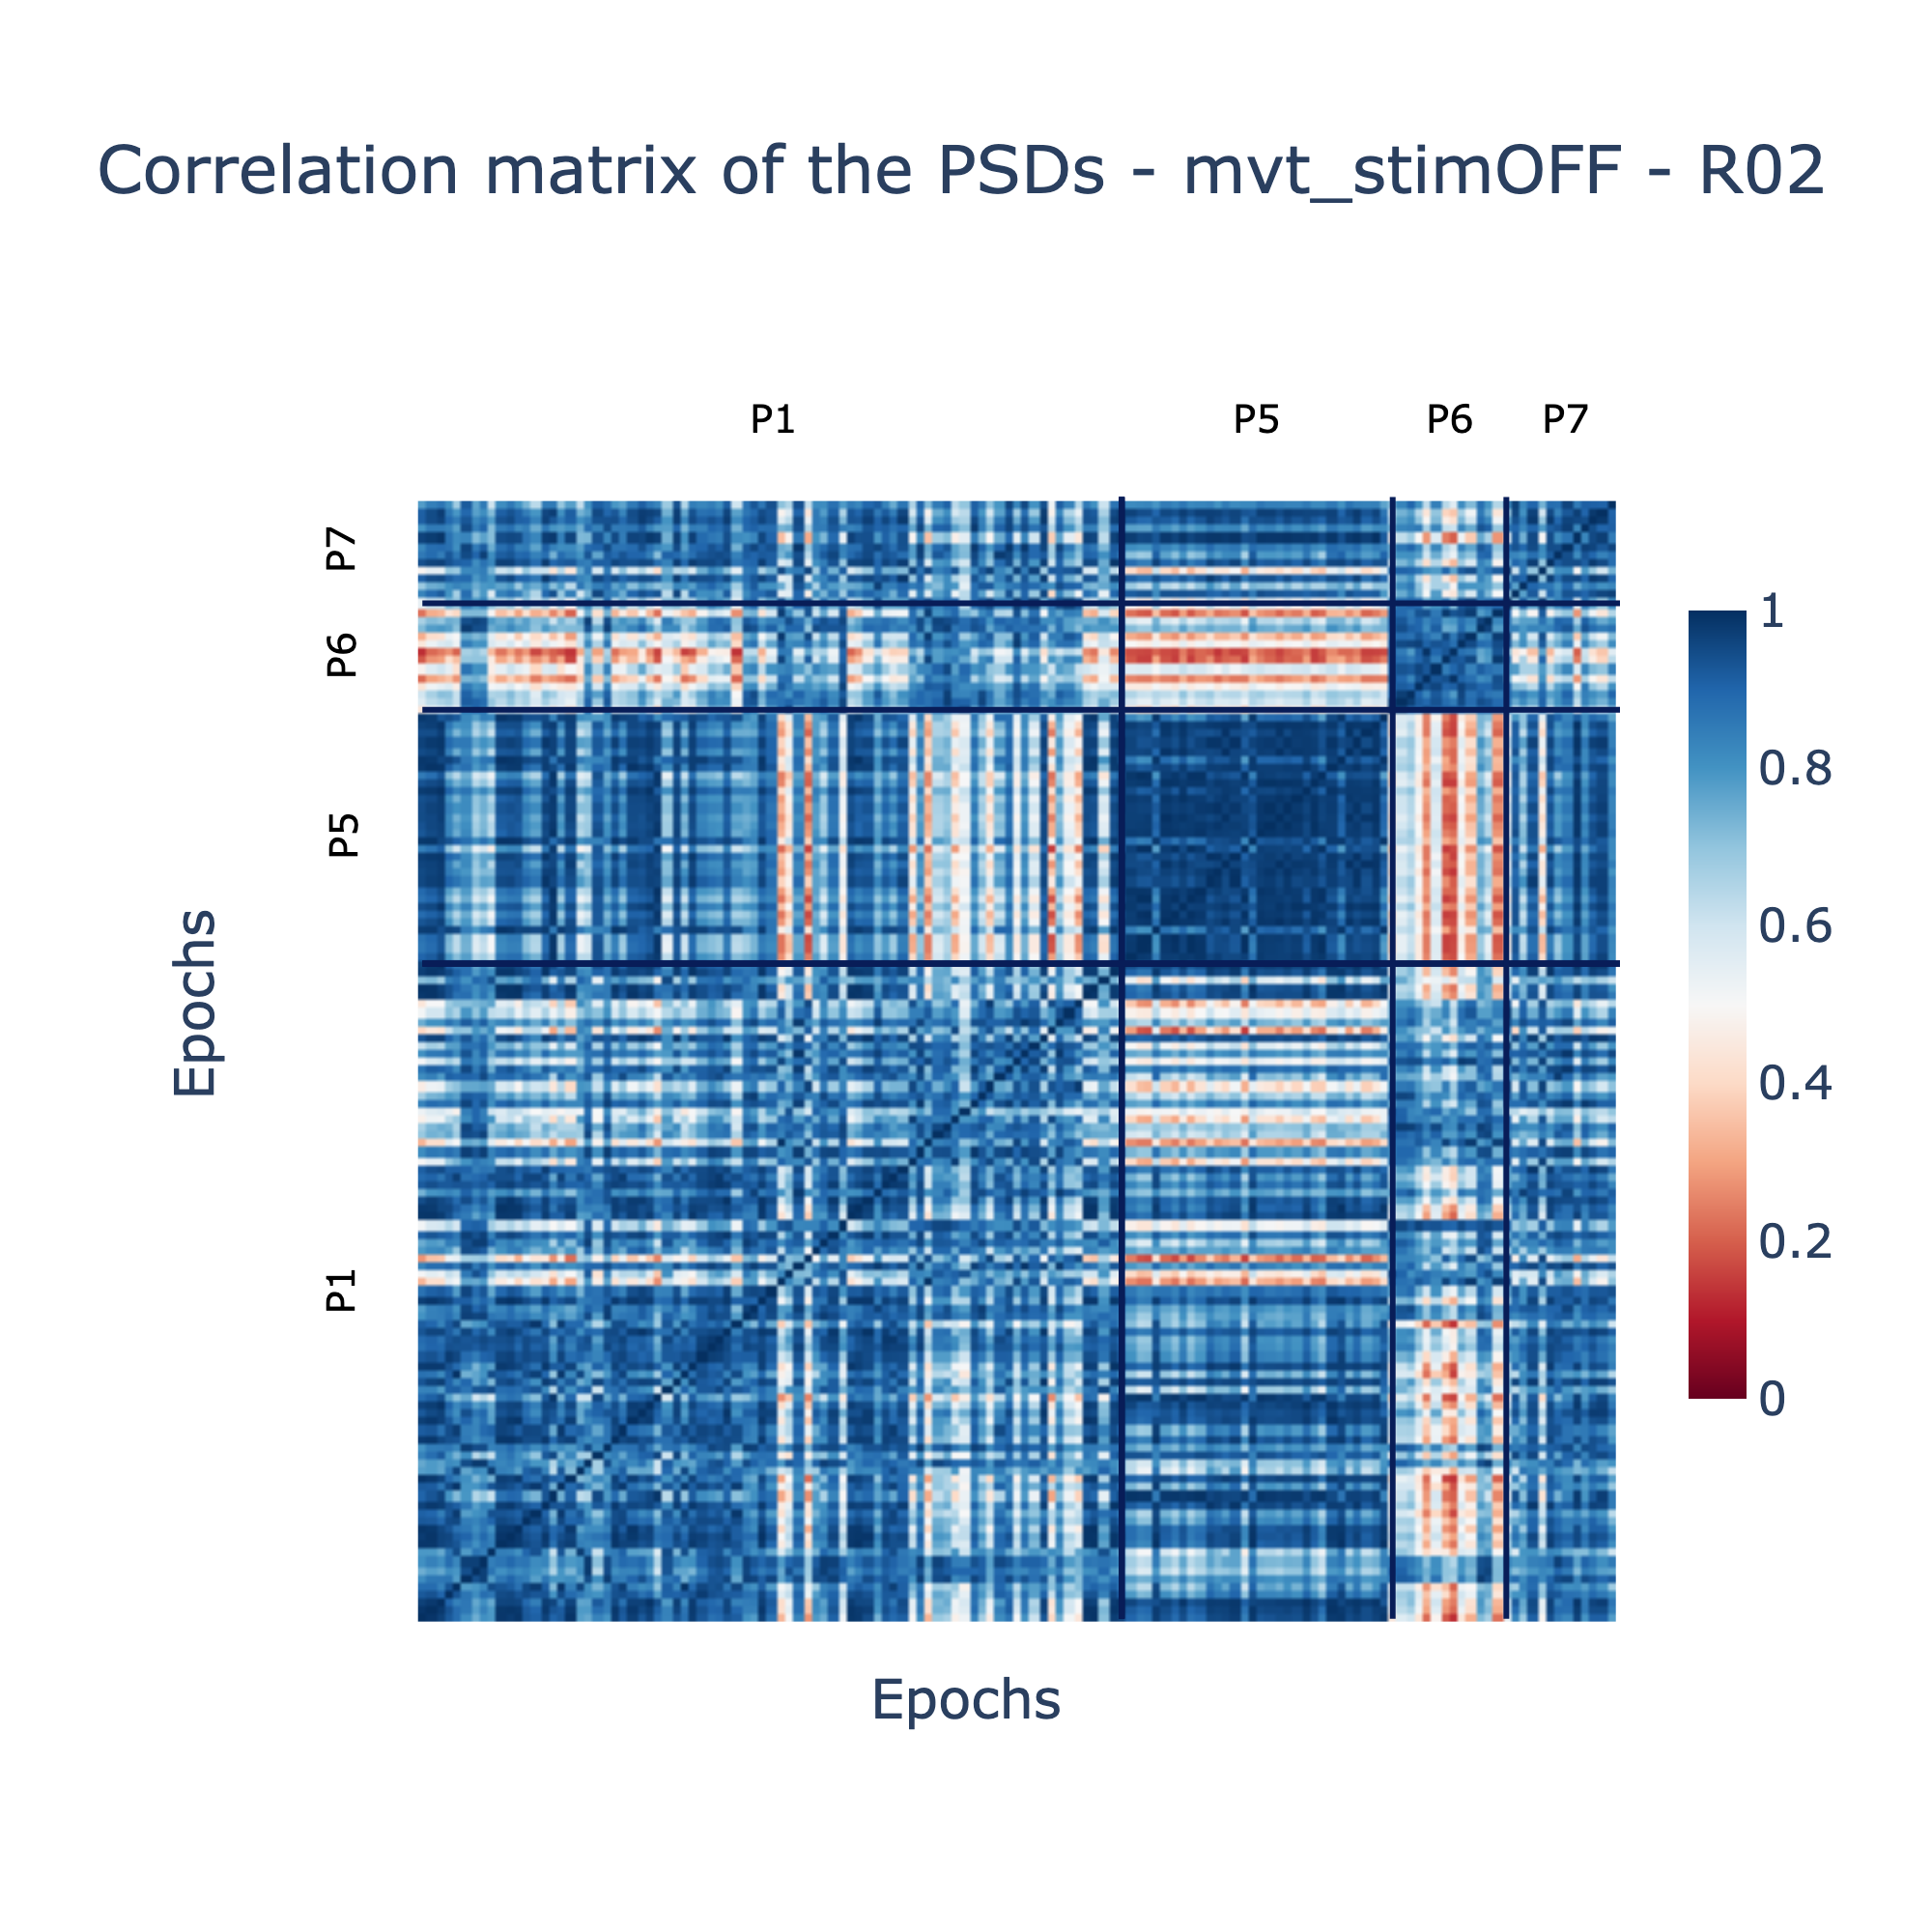 Correlation matrix of the PSDs - mvt_stimOFF - R02
P1 P5 P6 P7
P7
P6
P5
P1
Epochs
Epochs
1
0.8
0.6
0.4
0.2
0